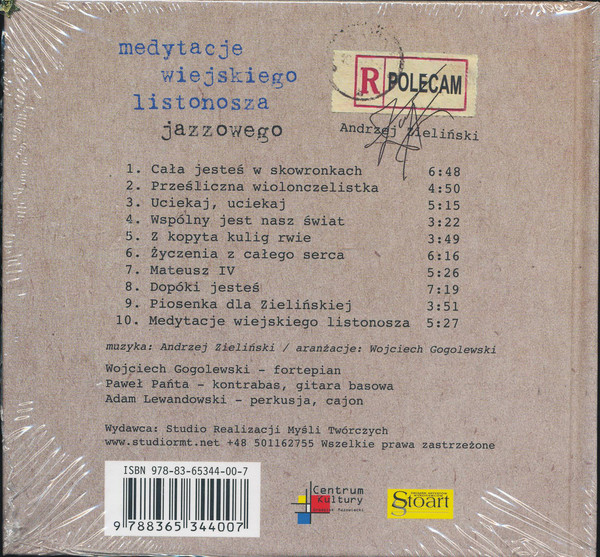 medytacje
wiejskiego
listonosza
jazzowego
R POLECAM
Andrzej Zieliński
1. Cała jesteś w skowronkach 6:48
2. Prześliczna wiolonczelistka 4:50
3. Uciekaj, uciekaj 5:15
4. Wspólny jest nasz świat 3:22
5. Z kopyta kulig rwie 3:49
6. Życzenia z całego serca 6:16
7. Mateusz IV 5:26
8. Dopóki jesteś 7:19
9. Piosenka dla Zielińskiej 3:51
10. Medytacje wiejskiego listonosza 5:27
muzyka: Andrzej Zieliński / aranżacje: Wojciech Gogolewski
Wojciech Gogolewski - fortepian
Paweł Pańta - kontrabas, gitara basowa
Adam Lewandowski - perkusja, cajon
Wydawca: Studio Realizacji Myśli Twórczych
www.studiormt.net +48 501162755 Wszelkie prawa zastrzeżone
ISBN 978-83-65344-00-7
9 788365 344007
Centrum
Kultury
Stoart